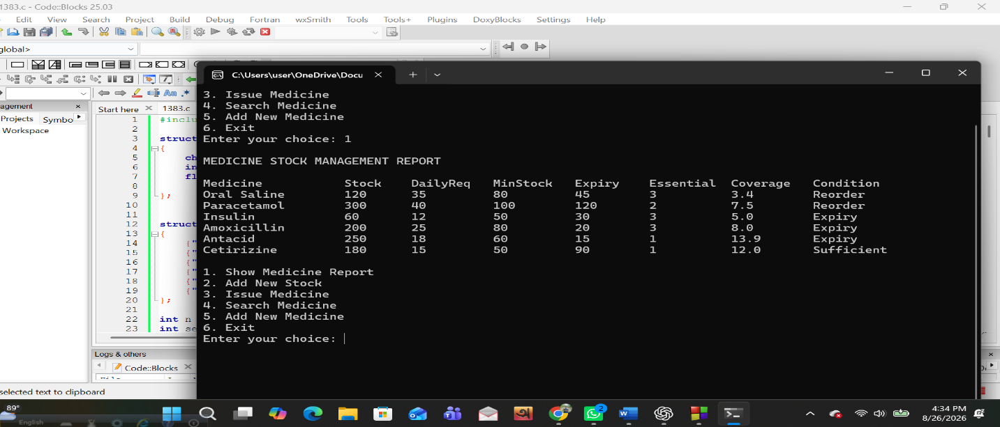 1383.c - Code::Blocks 25.03
Edit View Search Project Build Debug Fortran wxSmith Tools Tools+ Plugins DoxyBlocks Settings Help
global>
C:\Users\user\OneDrive\Docu
agement
Projects Symbo
Workspace
Start here 1383.c
1 #inclu
2
3 struct
4 {
5 ch
6 in
7 fl
8
9 };
10
11
12 struct
13 {
14 {"
15 {"
16 {"
17 {"
18 {"
19 {"
20 };
21
22 int n
23 int se
3. Issue Medicine
4. Search Medicine
5. Add New Medicine
6. Exit
Enter your choice: 1
MEDICINE STOCK MANAGEMENT REPORT
Medicine Stock DailyReq MinStock Expiry Essential Coverage Condition
Oral Saline 120 35 80 45 3 3.4 Reorder
Paracetamol 300 40 100 120 2 7.5 Reorder
Insulin 60 12 50 30 3 5.0 Expiry
Amoxicillin 200 25 80 20 3 8.0 Expiry
Antacid 250 18 60 15 1 13.9 Expiry
Cetirizine 180 15 50 90 1 12.0 Sufficient
1. Show Medicine Report
2. Add New Stock
3. Issue Medicine
4. Search Medicine
5. Add New Medicine
6. Exit
Enter your choice:
Logs & others
Code::Blocks
selected text to clipboard
89°
English
2
4:34 PM
8/26/2026